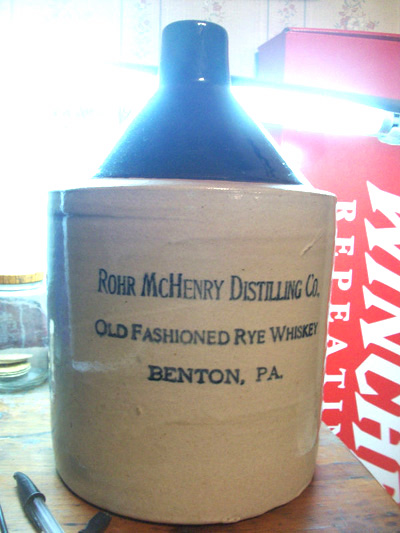 ROHR MCHENRY DISTILLING CO.
OLD FASHIONED RYE WHISKEY
BENTON, PA.